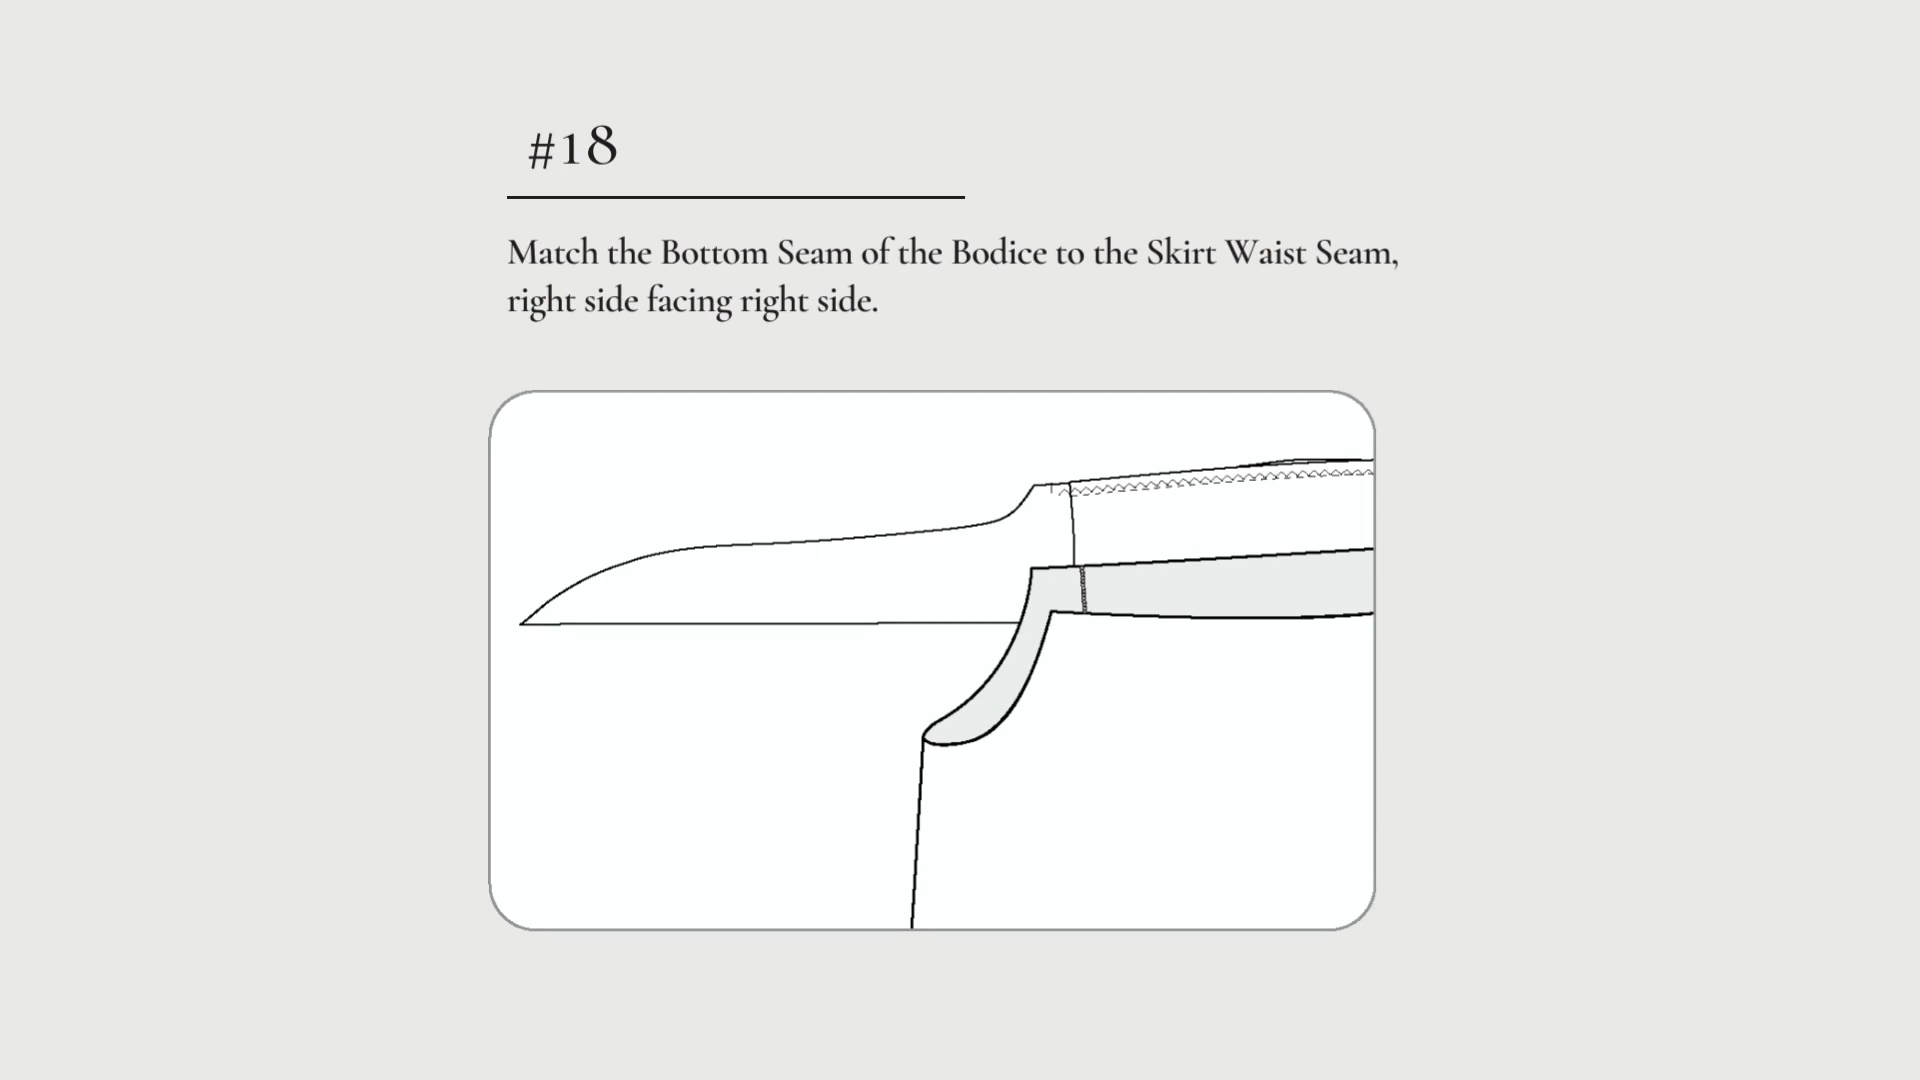 #18
Match the Bottom Seam of the Bodice to the Skirt Waist Seam,
right side facing right side.